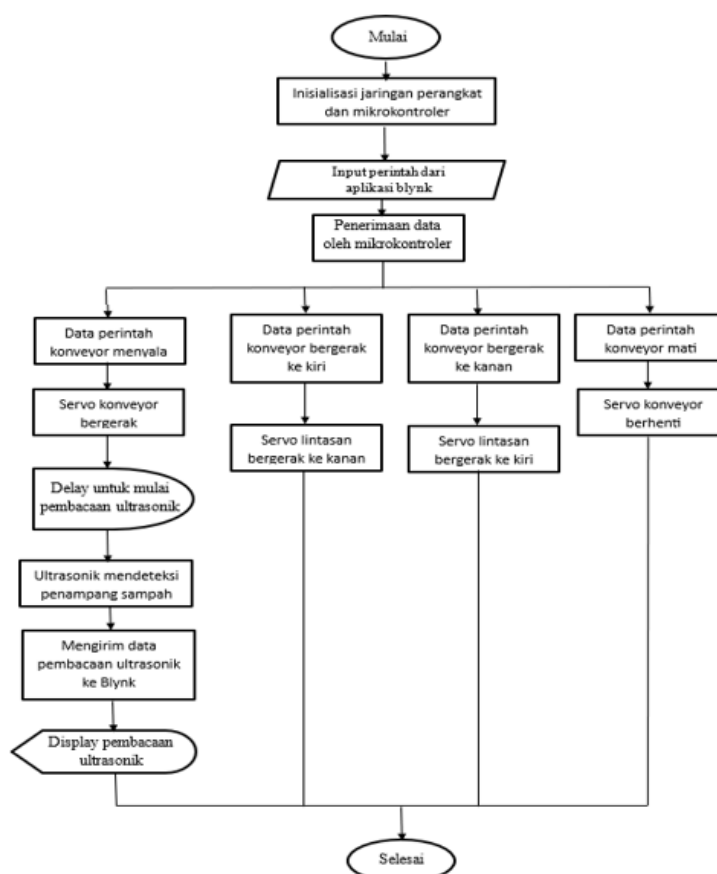 Mulai
Inisialisasi jaringan perangkat
dan mikrokontroler
Input perintah dari
aplikasi blynk
Penerimaan data
oleh mikrokontroler
Data perintah
konveyor menyala
Servo konveyor
bergerak
Delay untuk mulai
pembacaan ultrasonik
Ultrasonik mendeteksi
penampang sampah
Mengirim data
pembacaan ultrasonik
ke Blynk
Display pembacaan
ultrasonik
Data perintah
konveyor bergerak
ke kiri
Servo lintasan
bergerak ke kanan
Data perintah
konveyor bergerak
ke kanan
Servo lintasan
bergerak ke kiri
Data perintah
konveyor mati
Servo konveyor
berhenti
Selesai